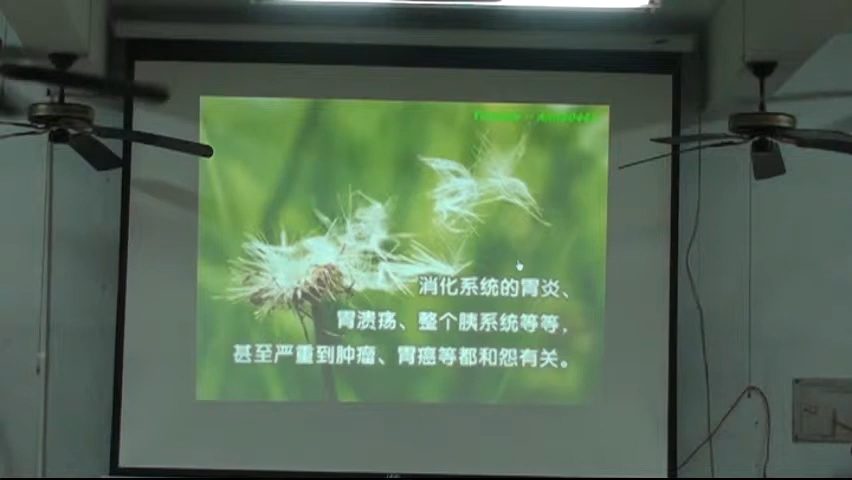 消化系统的胃炎、
胃溃疡、整个胰系统等等，
甚至严重到肿瘤、胃癌等都和怨有关。